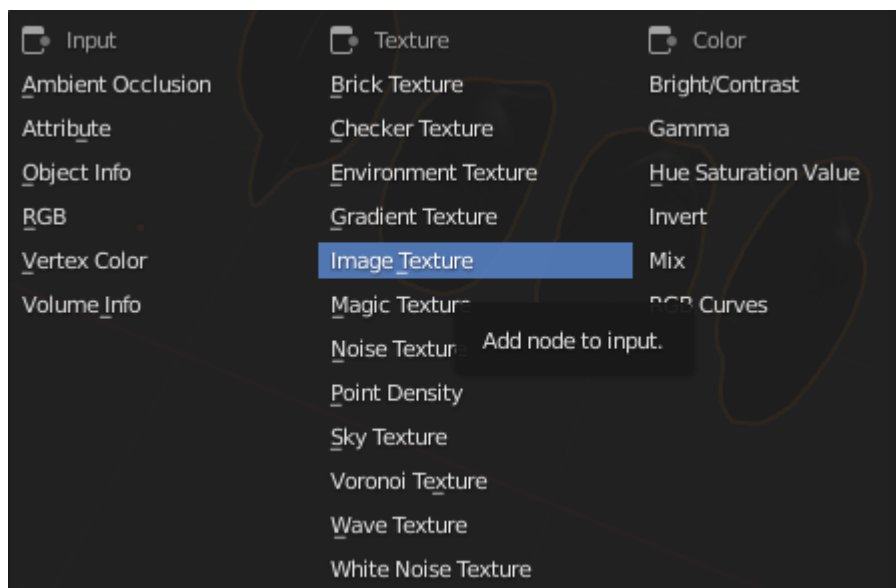 Input
Ambient Occlusion
Attribute
Object Info
RGB
Vertex Color
Volume Info
Texture
Brick Texture
Checker Texture
Environment Texture
Gradient Texture
Image Texture
Magic Texture
Noise Texture
Point Density
Sky Texture
Voronoi Texture
Wave Texture
White Noise Texture
Color
Bright/Contrast
Gamma
Hue Saturation Value
Invert
Mix
RGB Curves
Add node to input.